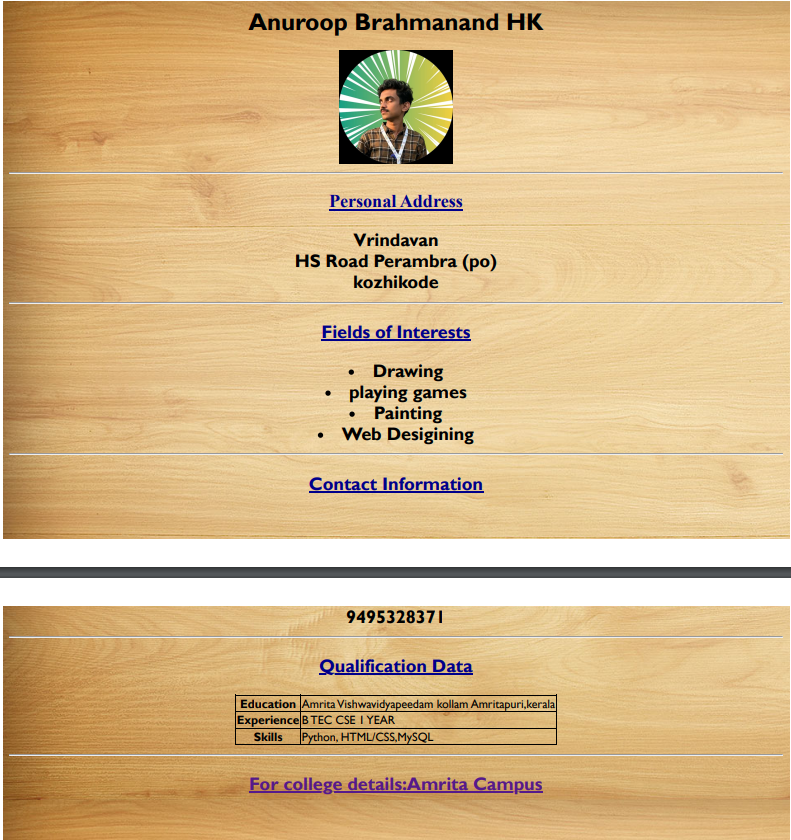 Anuroop Brahmanand HK
Personal Address
Vrindavan
HS Road Perambra (po)
kozhikode
Fields of Interests
• Drawing
• playing games
• Painting
• Web Desigining
Contact Information
9495328371
Qualification Data
Education Amrita Vishwavidyapeedam kollam Amritapuri,kerala
Experience B TEC CSE 1 YEAR
Skills Python, HTML/CSS,MySQL
For college details:Amrita Campus